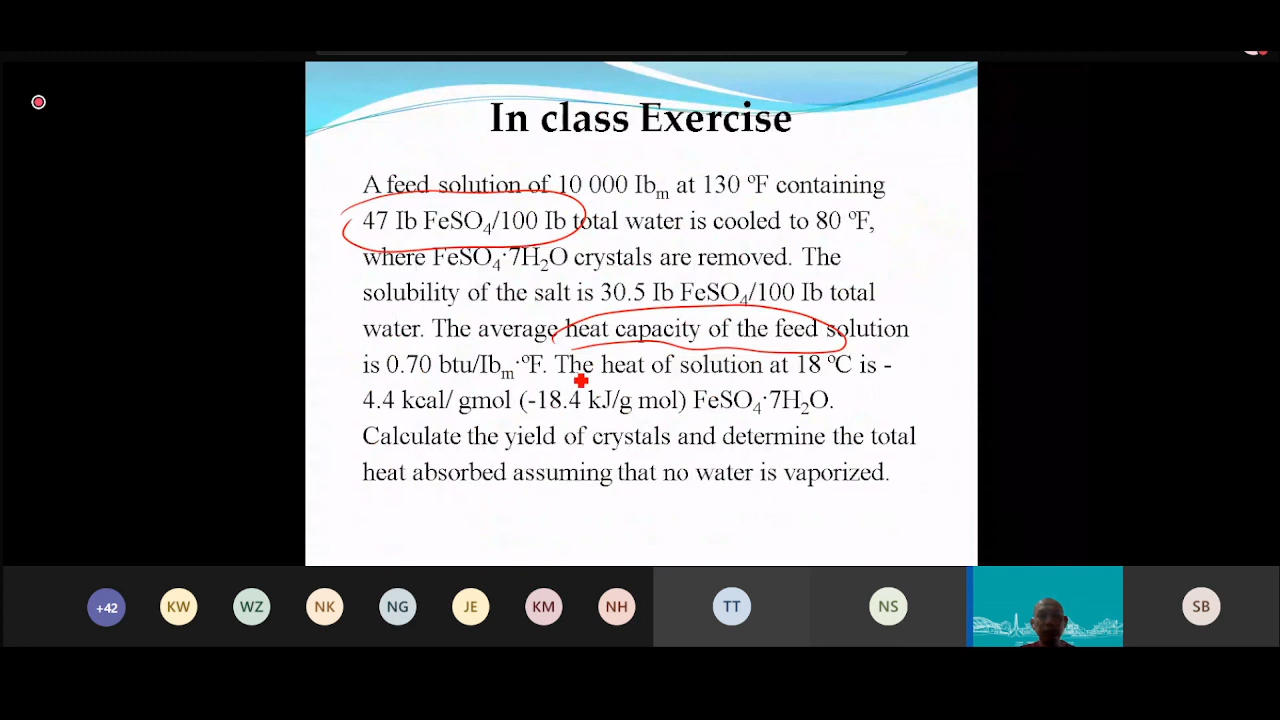 In class Exercise
A feed solution of 10 000 Ibm at 130 ºF containing
47 Ib FeSO4/100 Ib total water is cooled to 80 ºF,
where FeSO4·7H2O crystals are removed. The
solubility of the salt is 30.5 Ib FeSO4/100 Ib total
water. The average heat capacity of the feed solution
is 0.70 btu/Ibm·ºF. The heat of solution at 18 ºC is -
4.4 kcal/ gmol (-18.4 kJ/g mol) FeSO4·7H2O.
Calculate the yield of crystals and determine the total
heat absorbed assuming that no water is vaporized.
+42 KW WZ NK NG JE KM NH TT NS SB